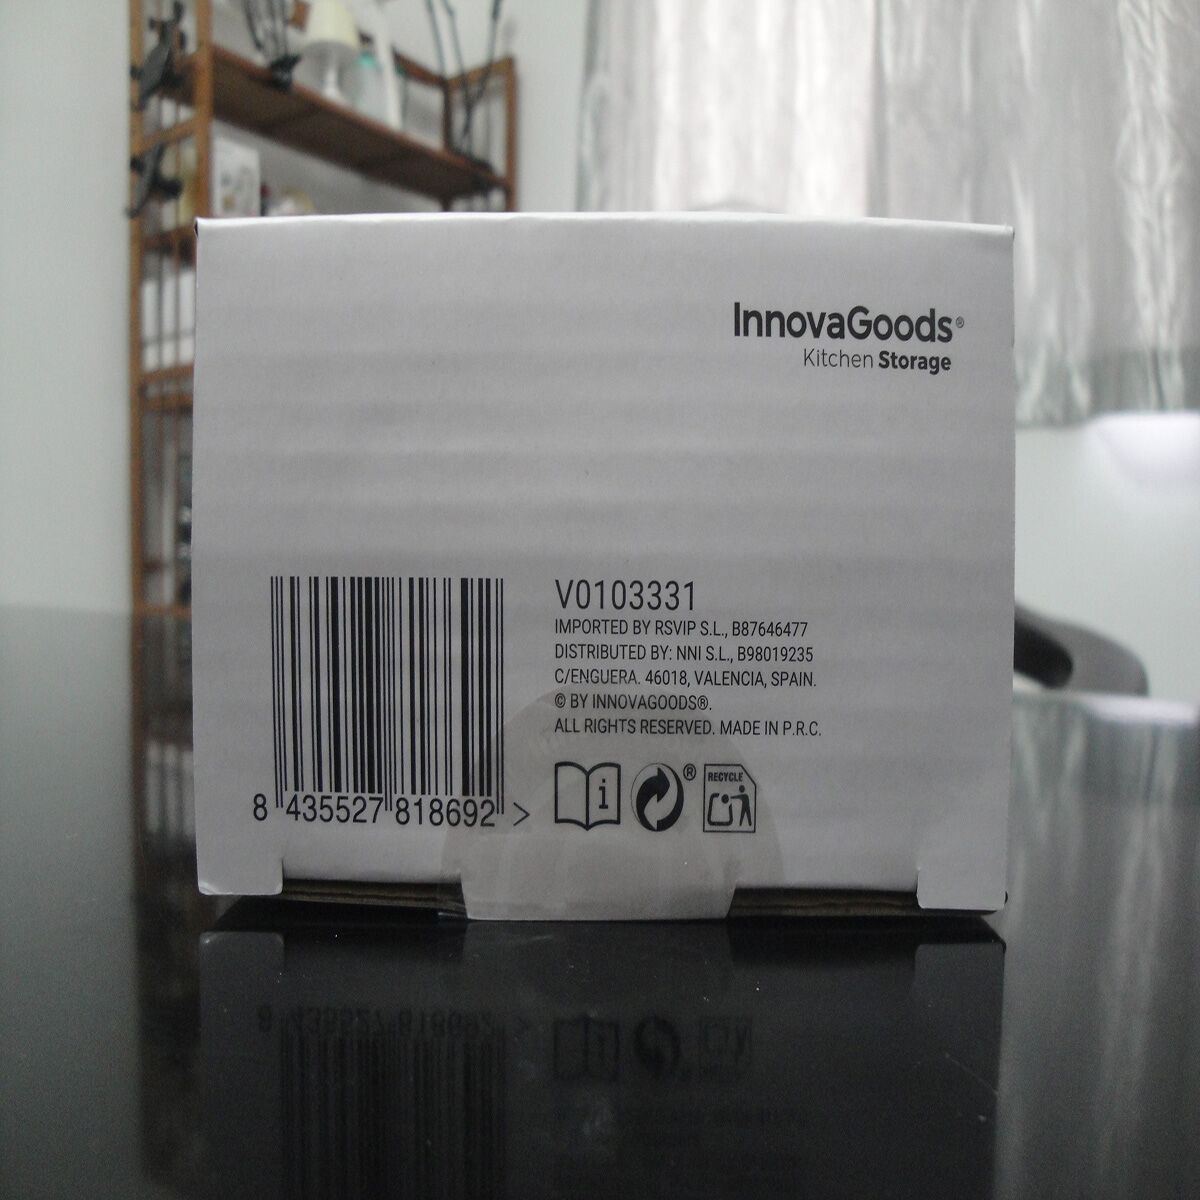 InnovaGoods®
Kitchen Storage
V0103331
IMPORTED BY RSVIP S.L., B87646477
DISTRIBUTED BY: NNI S.L., B98019235
C/ENGUERA. 46018, VALENCIA, SPAIN.
© BY INNOVAGOODS®.
ALL RIGHTS RESERVED. MADE IN P.R.C.
8 435527 818692 >
i ® RECYCLE